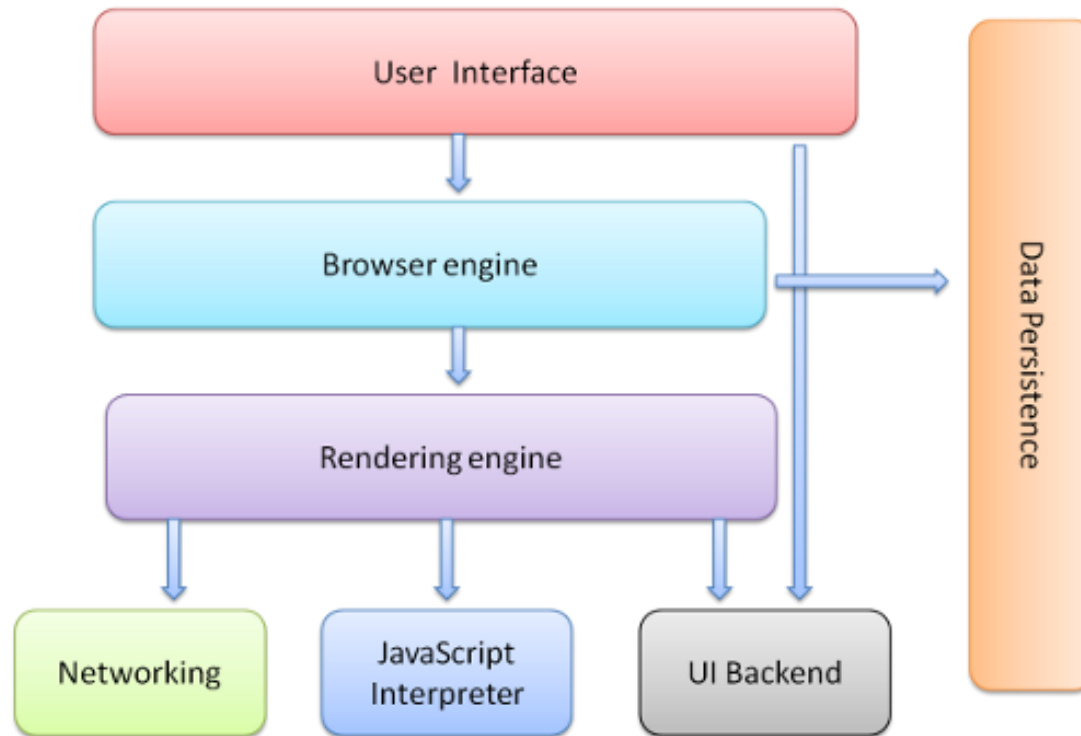 User Interface
Browser engine
Data Persistence
Rendering engine
Networking
JavaScript
Interpreter
UI Backend